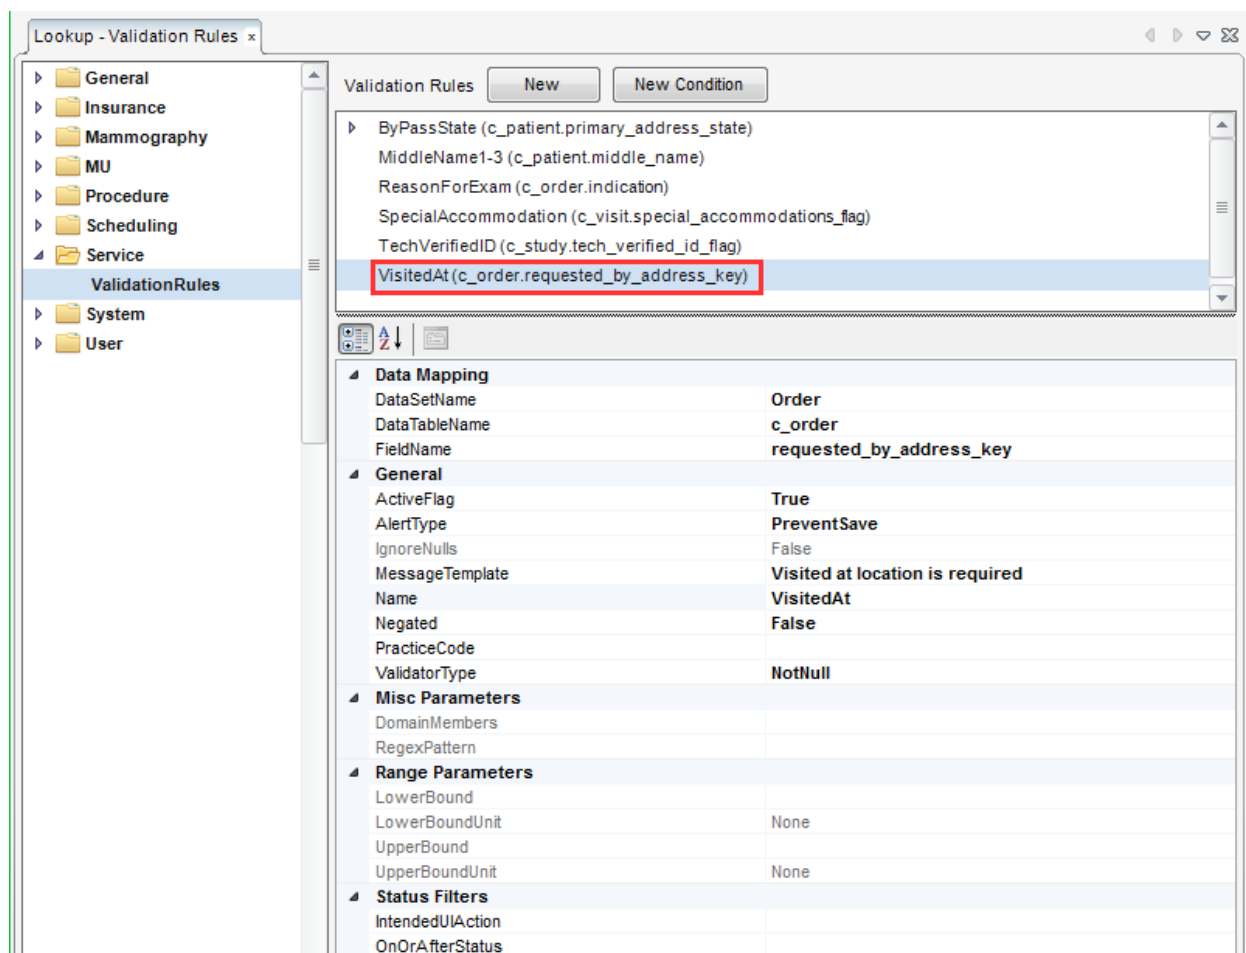 Lookup - Validation Rules x
General
Insurance
Mammography
MU
Procedure
Scheduling
Service
ValidationRules
System
User
Validation Rules New New Condition
ByPassState (c_patient.primary_address_state)
MiddleName1-3 (c_patient.middle_name)
ReasonForExam (c_order.indication)
SpecialAccommodation (c_visit.special_accommodations_flag)
TechVerifiedID (c_study.tech_verified_id_flag)
VisitedAt (c_order.requested_by_address_key)
Data Mapping
DataSetName Order
DataTableName c_order
FieldName requested_by_address_key
General
ActiveFlag True
AlertType PreventSave
IgnoreNulls False
MessageTemplate Visited at location is required
Name VisitedAt
Negated False
PracticeCode
ValidatorType NotNull
Misc Parameters
DomainMembers
RegexPattern
Range Parameters
LowerBound
LowerBoundUnit None
UpperBound
UpperBoundUnit None
Status Filters
IntendedUIAction
OnOrAfterStatus